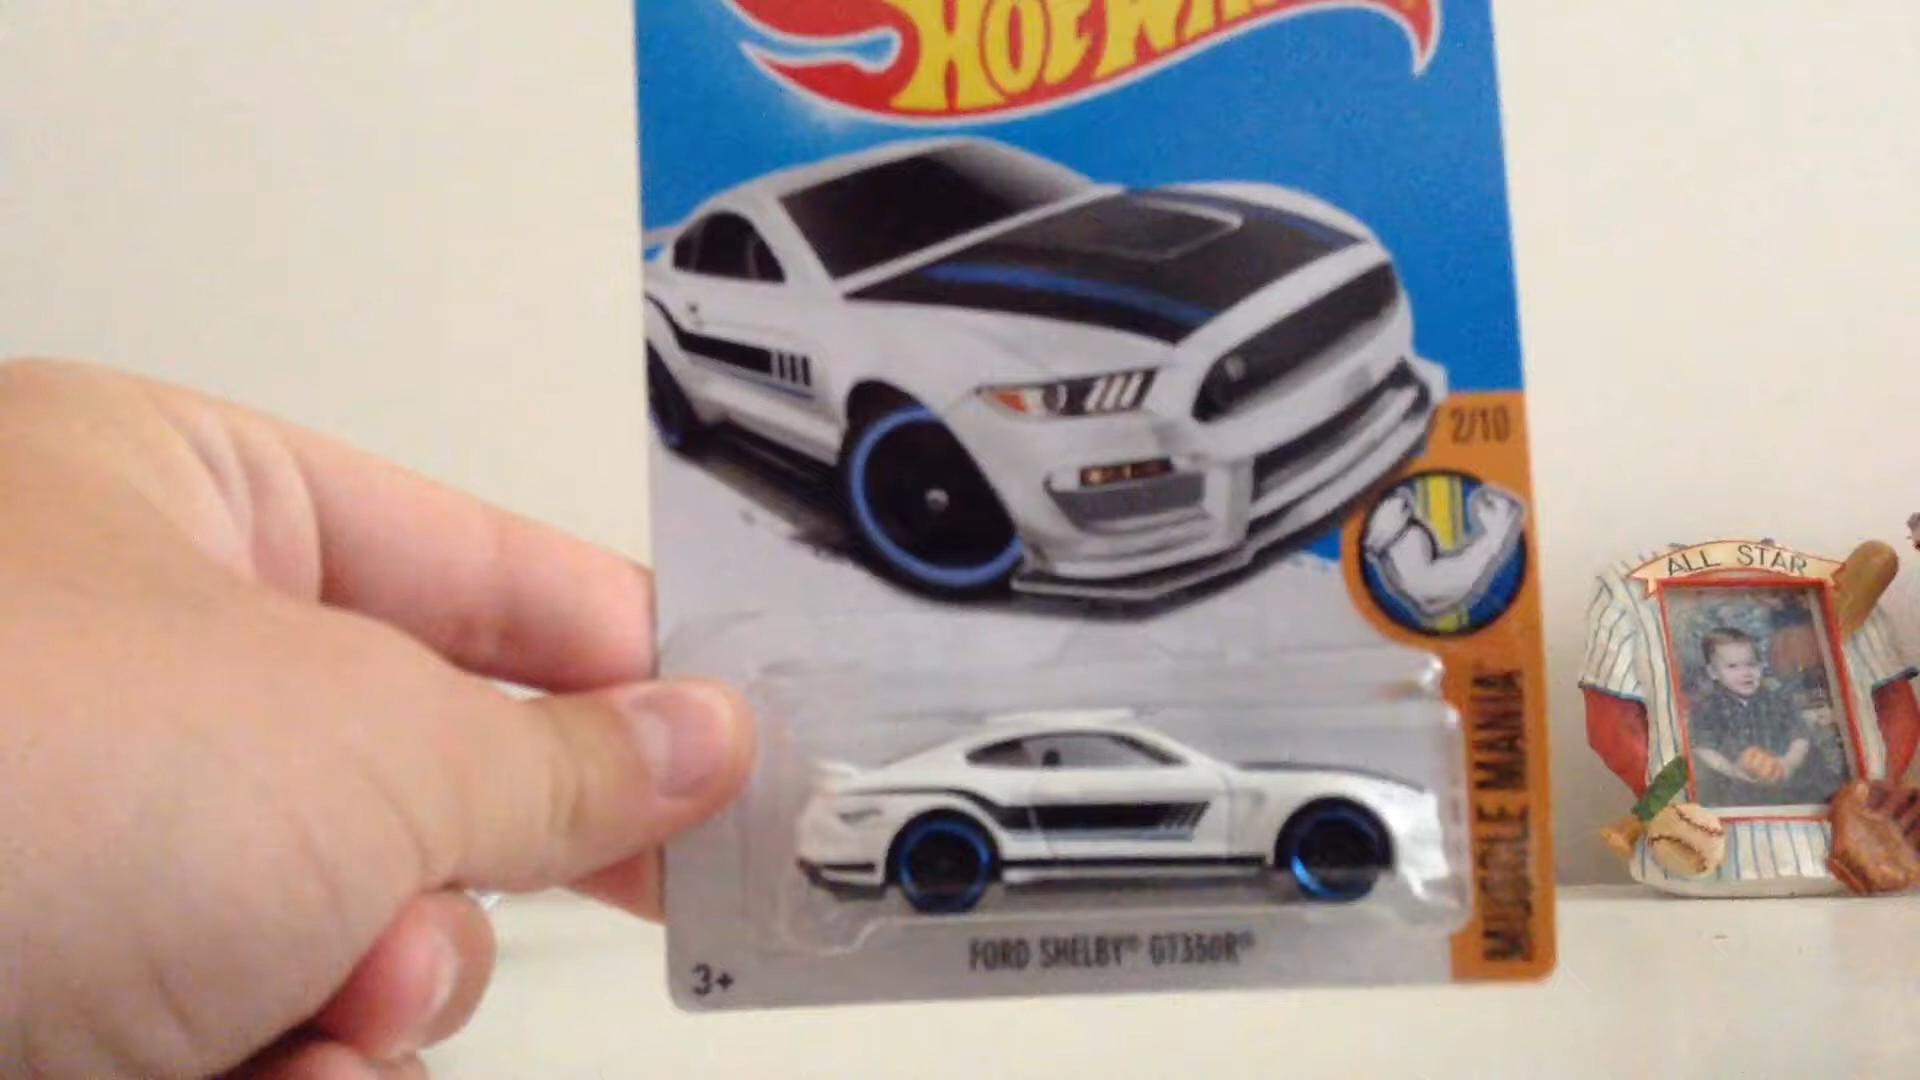 HOT WHEELS
2/10
ALL STAR
MUSCLE MANIA
FORD SHELBY® GT350R®
3+